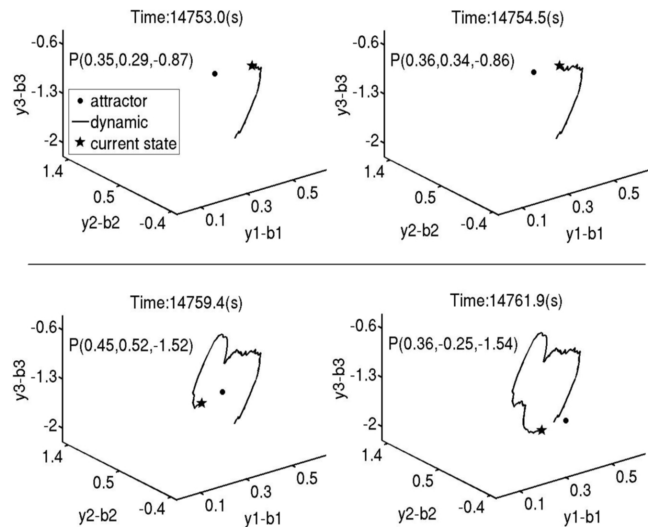 Time:14753.0(s)
-0.6
P(0.35,0.29,-0.87)
-1.3
y3-b3
attractor
dynamic
current state
-2
1.4
0.5
-0.4
y2-b2
0.1
0.3
0.5
y1-b1
Time:14754.5(s)
-0.6
P(0.36,0.34,-0.86)
-1.3
y3-b3
-2
1.4
0.5
-0.4
y2-b2
0.1
0.3
0.5
y1-b1
Time:14759.4(s)
-0.6
P(0.45,0.52,-1.52)
-1.3
y3-b3
-2
1.4
0.5
-0.4
y2-b2
0.1
0.3
0.5
y1-b1
Time:14761.9(s)
-0.6
P(0.36,-0.25,-1.54)
-1.3
y3-b3
-2
1.4
0.5
-0.4
y2-b2
0.1
0.3
0.5
y1-b1